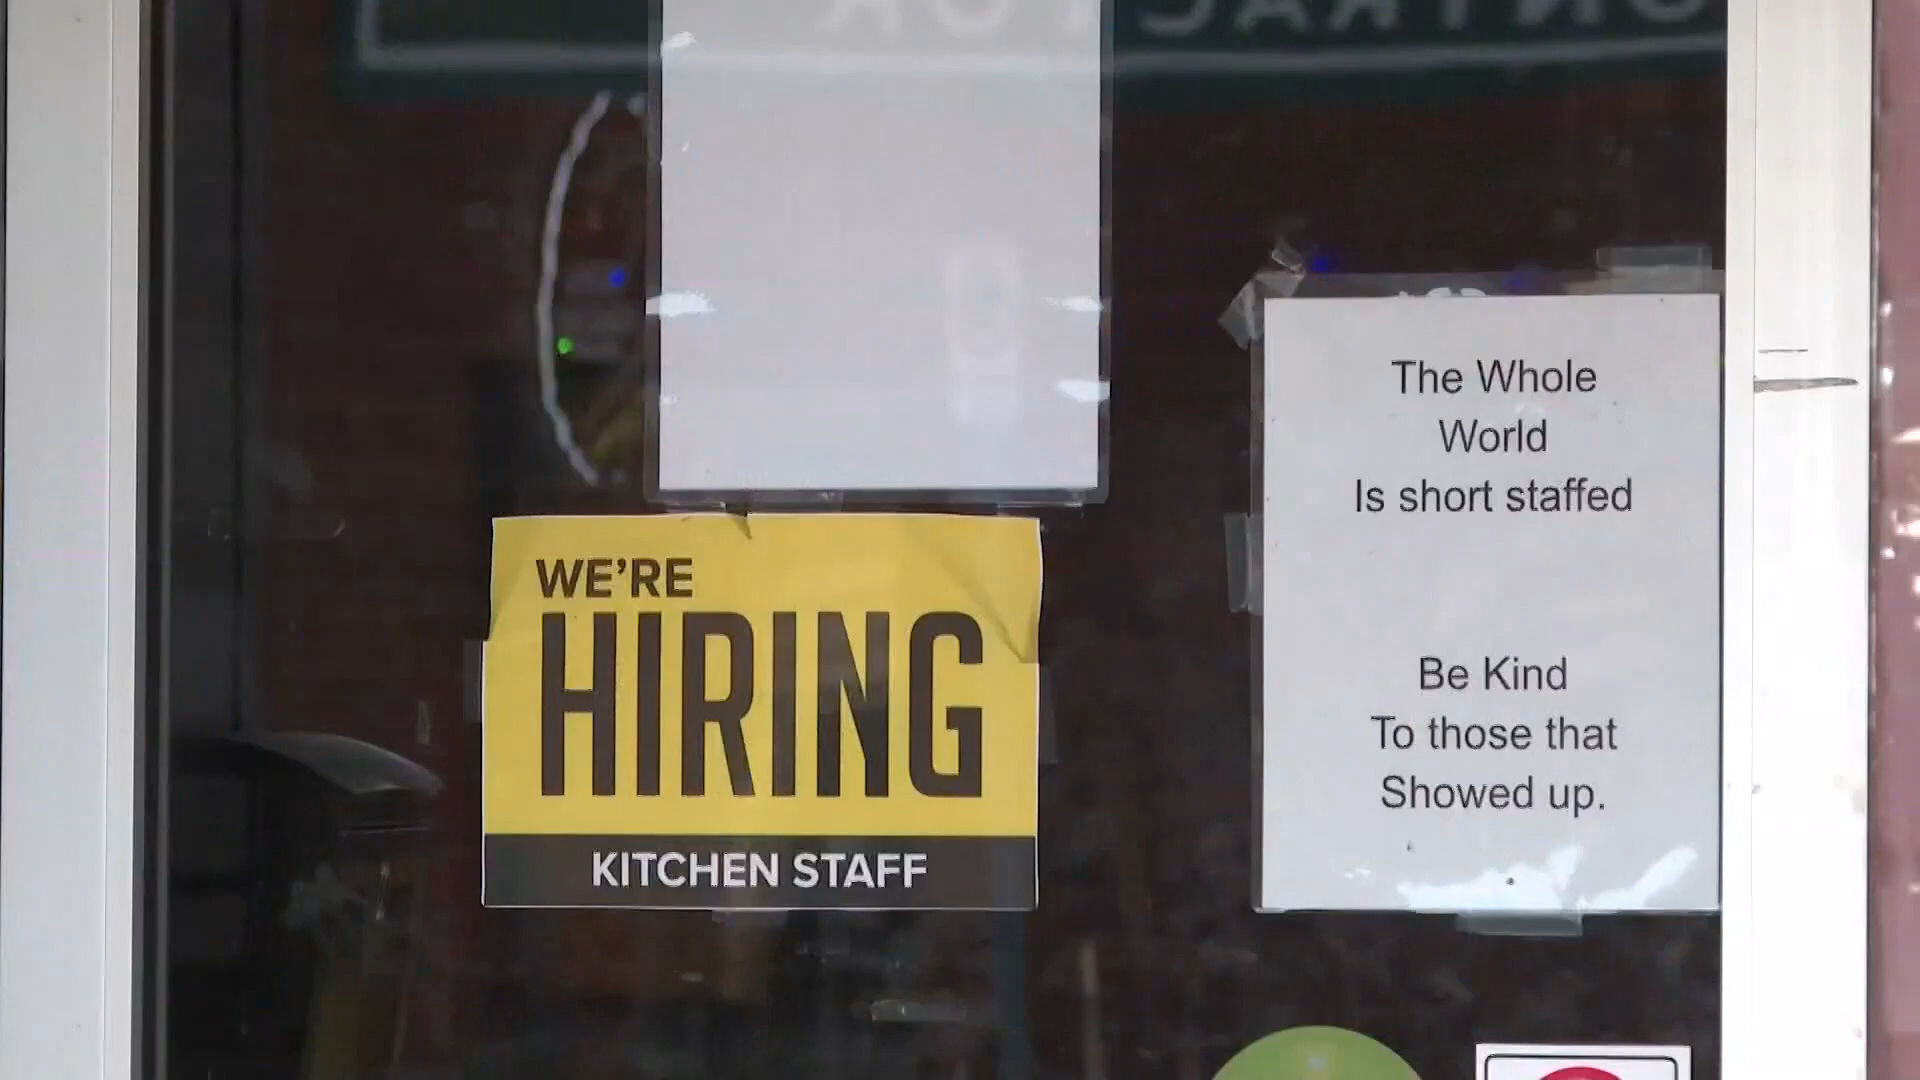 WE'RE
HIRING
KITCHEN STAFF
The Whole
World
Is short staffed
Be Kind
To those that
Showed up.